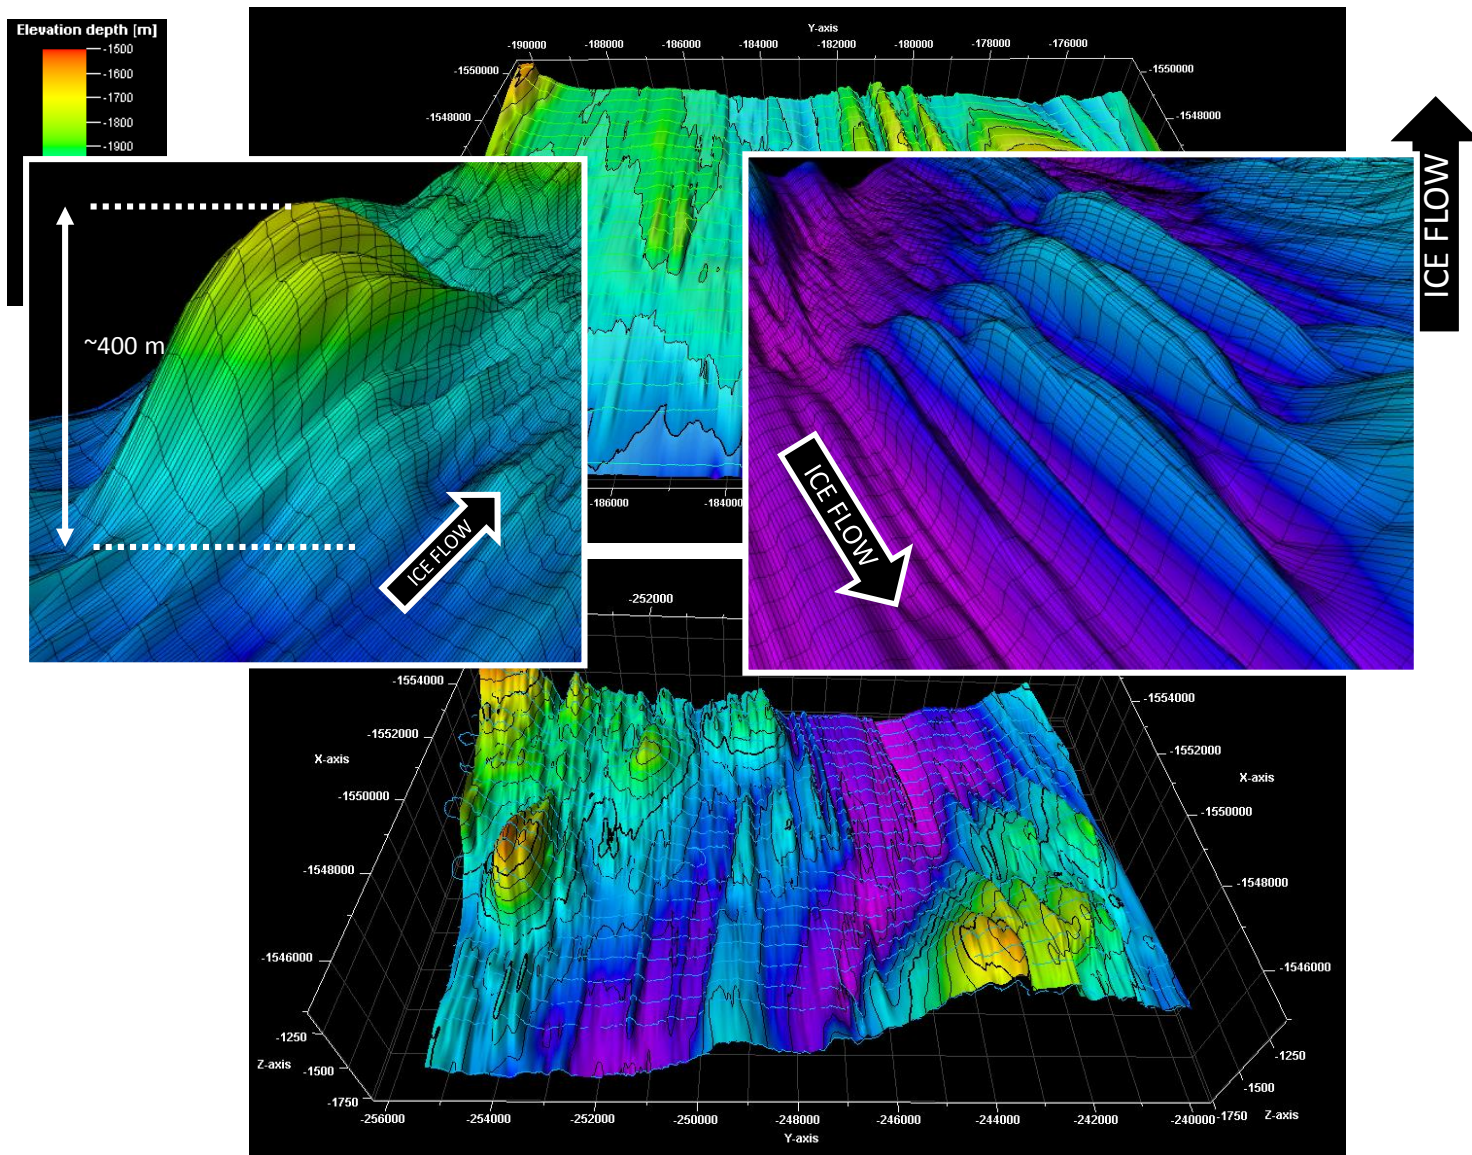 Elevation depth [m]
-1500
-1600
-1700
-1800
-1900
Y-axis
-190000 -188000 -186000 -184000 -182000 -180000 -178000 -176000
-1550000 -1550000
-1548000 -1548000
ICE FLOW
~400 m
ICE FLOW
ICE FLOW
-186000 -184000
-252000
-1554000 -1554000
-1552000 -1552000
X-axis X-axis
-1550000 -1550000
-1548000 -1548000
-1546000 -1546000
-1250 -1250
Z-axis -1500 -1500 Z-axis
-1750 -1750
-256000 -254000 -252000 -250000 -248000 -246000 -244000 -242000 -240000
Y-axis